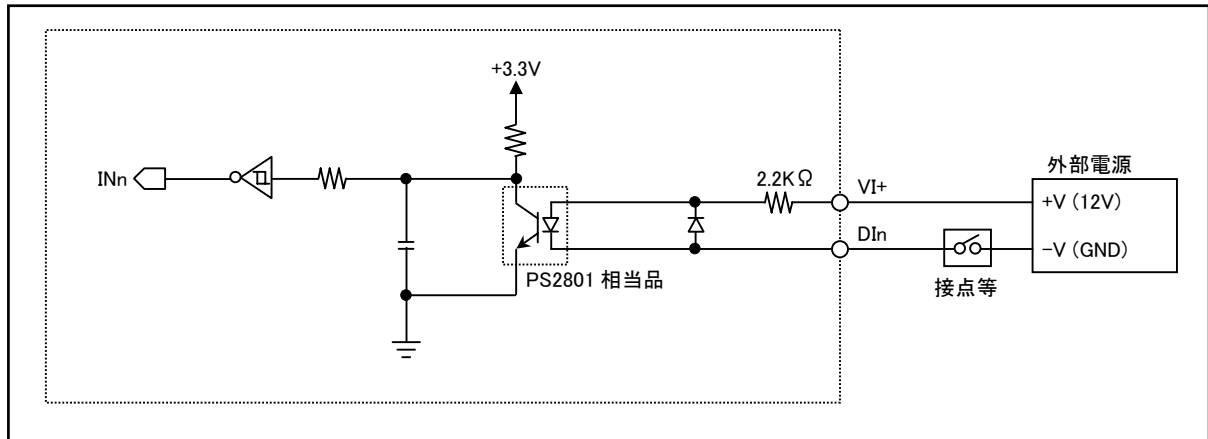 +3.3V
INn
2.2KΩ
VI+
DIn
外部電源
+V (12V)
−V (GND)
接点等
PS2801 相当品